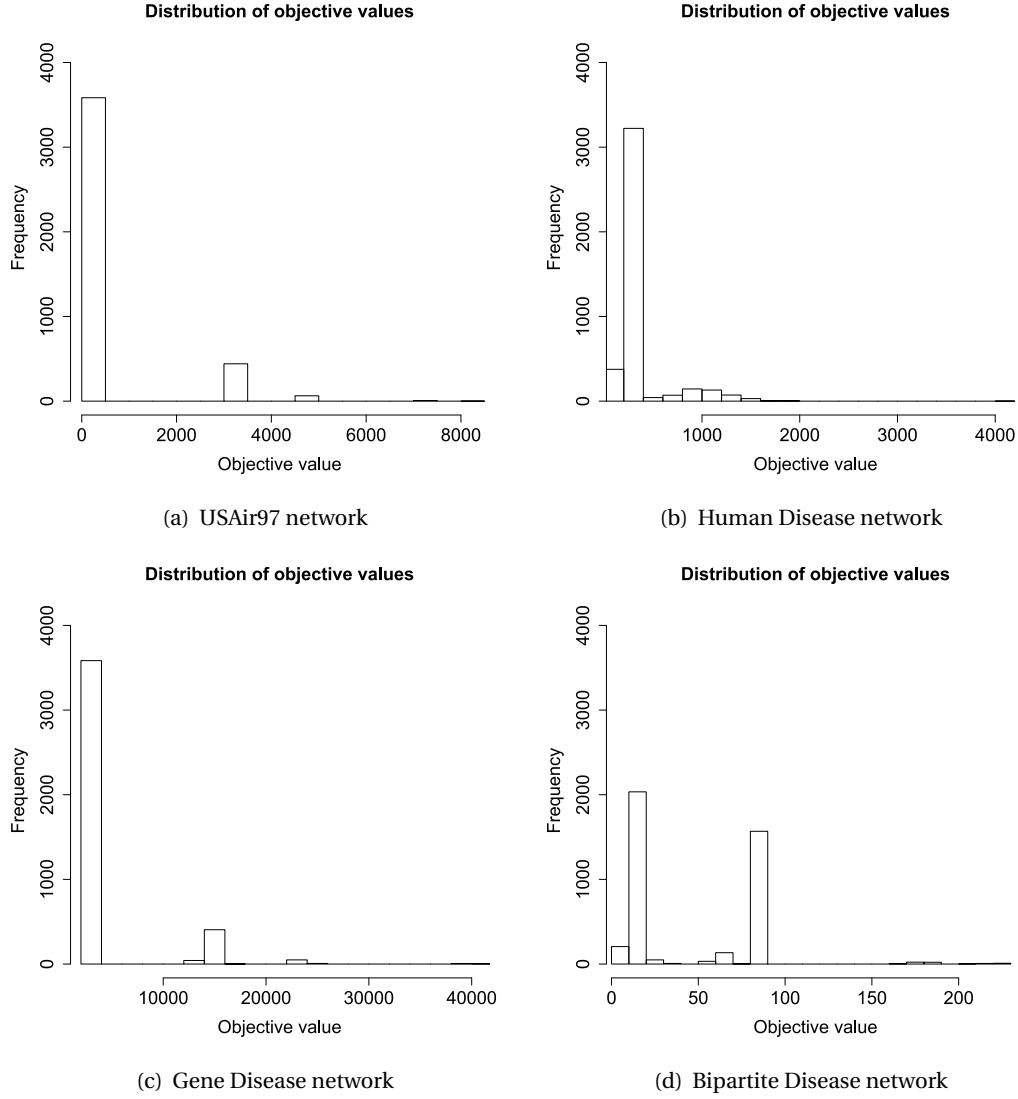 Distribution of objective values
Frequency
4000
3000
2000
1000
0
0 2000 4000 6000 8000
Objective value
(a) USAir97 network
Distribution of objective values
Frequency
4000
3000
2000
1000
0
1000 2000 3000 4000
Objective value
(b) Human Disease network
Distribution of objective values
Frequency
4000
3000
2000
1000
0
10000 20000 30000 40000
Objective value
(c) Gene Disease network
Distribution of objective values
Frequency
4000
3000
2000
1000
0
0 50 100 150 200
Objective value
(d) Bipartite Disease network